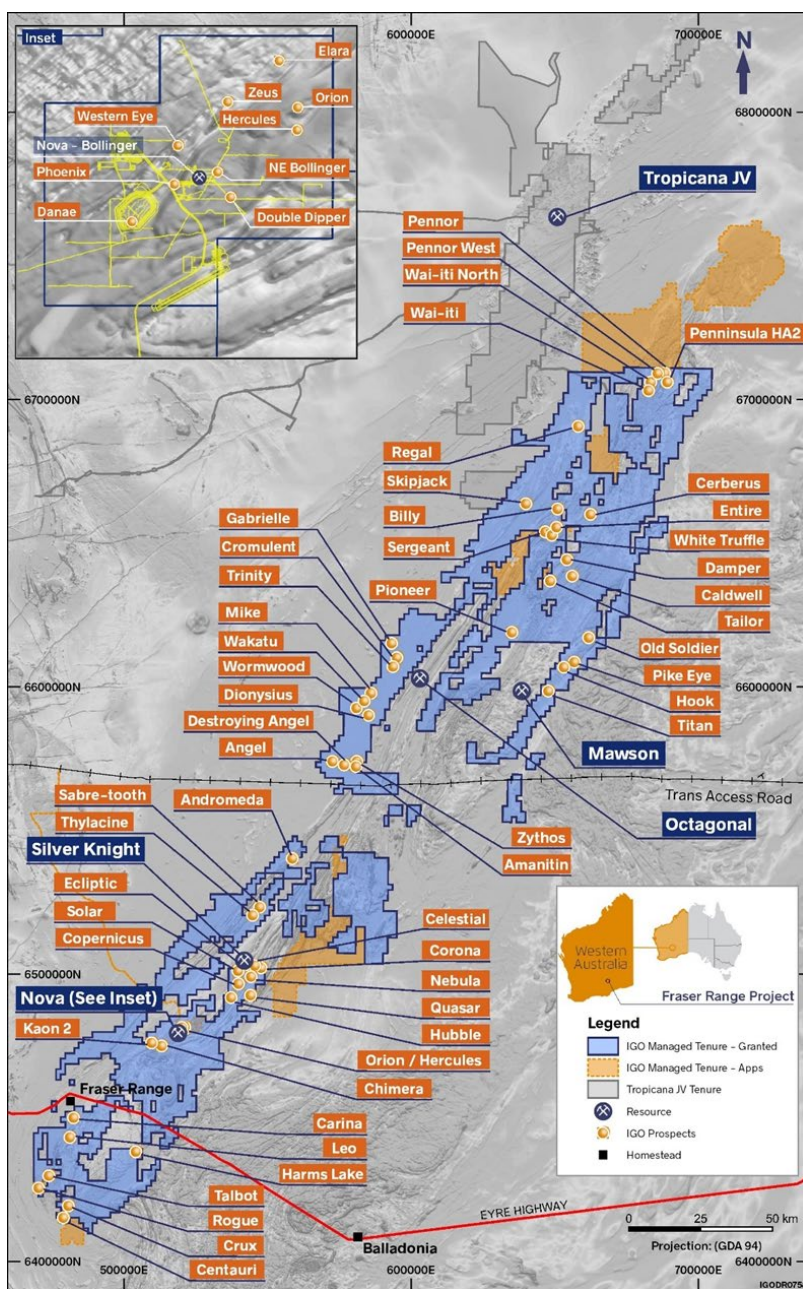 600000E
700000E
N
Inset
Elara
Zeus
Orion
Western Eye
Hercules
Nova – Bollinger
Phoenix
NE Bollinger
Danae
Double Dipper
6800000N
Tropicana JV
Pennor
Pennor West
Wai-iti North
Wai-iti
Penninsula HA2
6700000N
6700000N
Regal
Skipjack
Cerberus
Billy
Entire
Gabrielle
Sergeant
White Truffle
Cromulent
Damper
Trinity
Pioneer
Caldwell
Mike
Tailor
Wakatu
Old Soldier
Wormwood
Pike Eye
6600000N
6600000N
Dionysius
Hook
Destroying Angel
Titan
Angel
Mawson
Trans Access Road
Sabre-tooth
Andromeda
Octagonal
Thylacine
Zythos
Silver Knight
Amanitin
Ecliptic
Solar
Celestial
Copernicus
Corona
6500000N
Nebula
Nova (See Inset)
Quasar
Kaon 2
Hubble
Orion / Hercules
Chimera
Fraser Range
Carina
Leo
Harms Lake
Talbot
Rogue
Crux
Centauri
EYRE HIGHWAY
Balladonia
Western
Australia
Fraser Range Project
Legend
IGO Managed Tenure – Granted
IGO Managed Tenure – Apps
Tropicana JV Tenure
Resource
IGO Prospects
Homestead
0 25 50 km
Projection: (GDA 94)
6400000N
500000E
600000E
700000E
6400000N